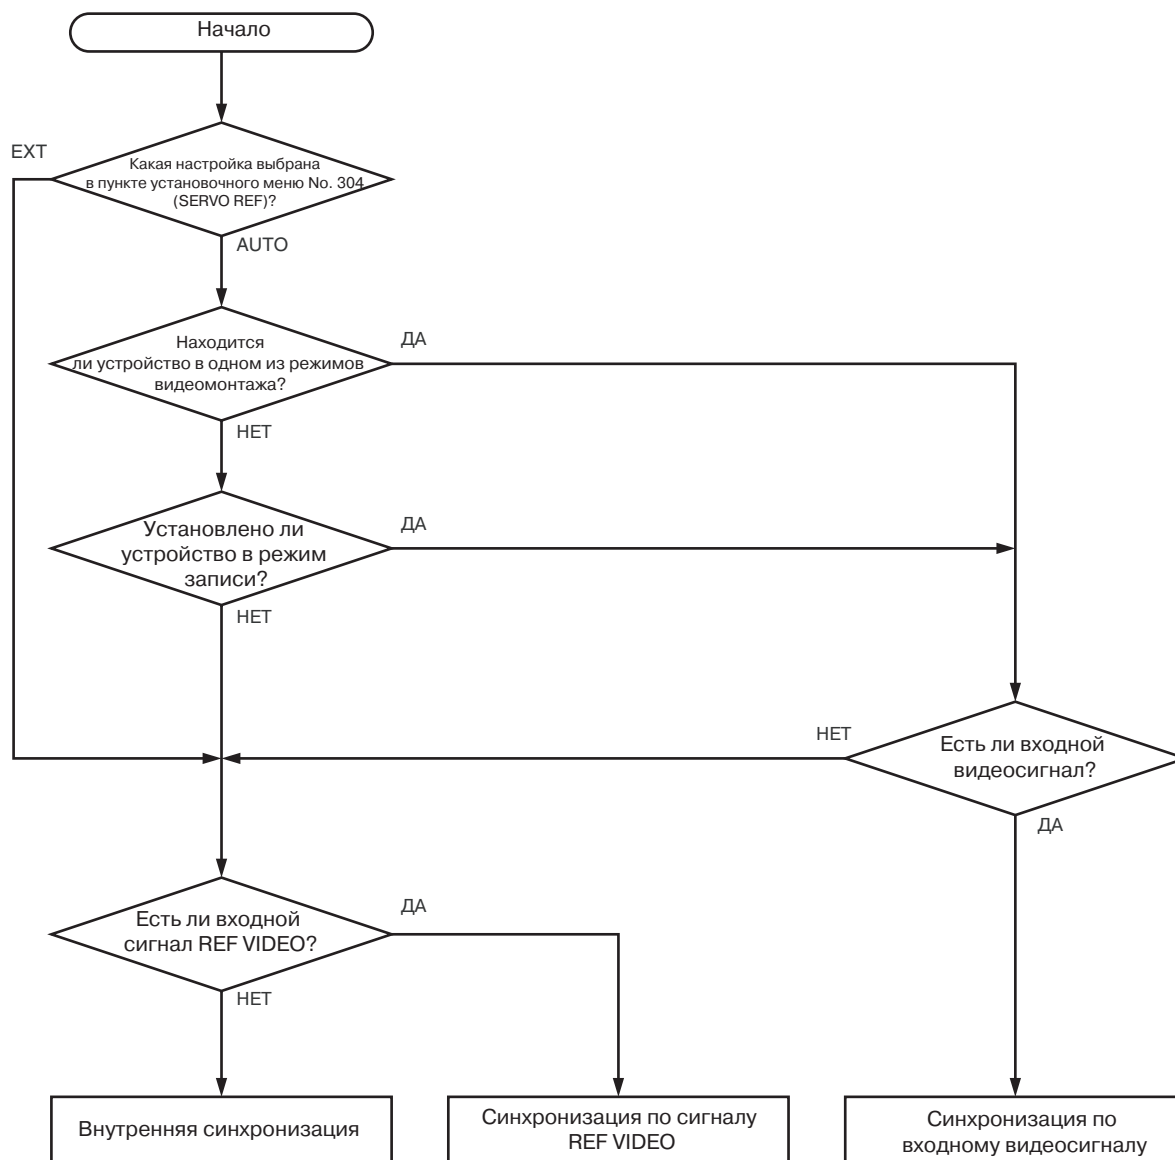 Начало
EXT
Какая настройка выбрана
в пункте установочного меню No. 304
(SERVO REF)?
AUTO
Находится
ли устройство в одном из режимов
видеомонтажа?
ДА
НЕТ
Установлено ли
устройство в режим
записи?
ДА
НЕТ
НЕТ
Есть ли входной
видеосигнал?
ДА
Есть ли входной
сигнал REF VIDEO?
ДА
НЕТ
Внутренняя синхронизация
Синхронизация по сигналу
REF VIDEO
Синхронизация по
входному видеосигналу